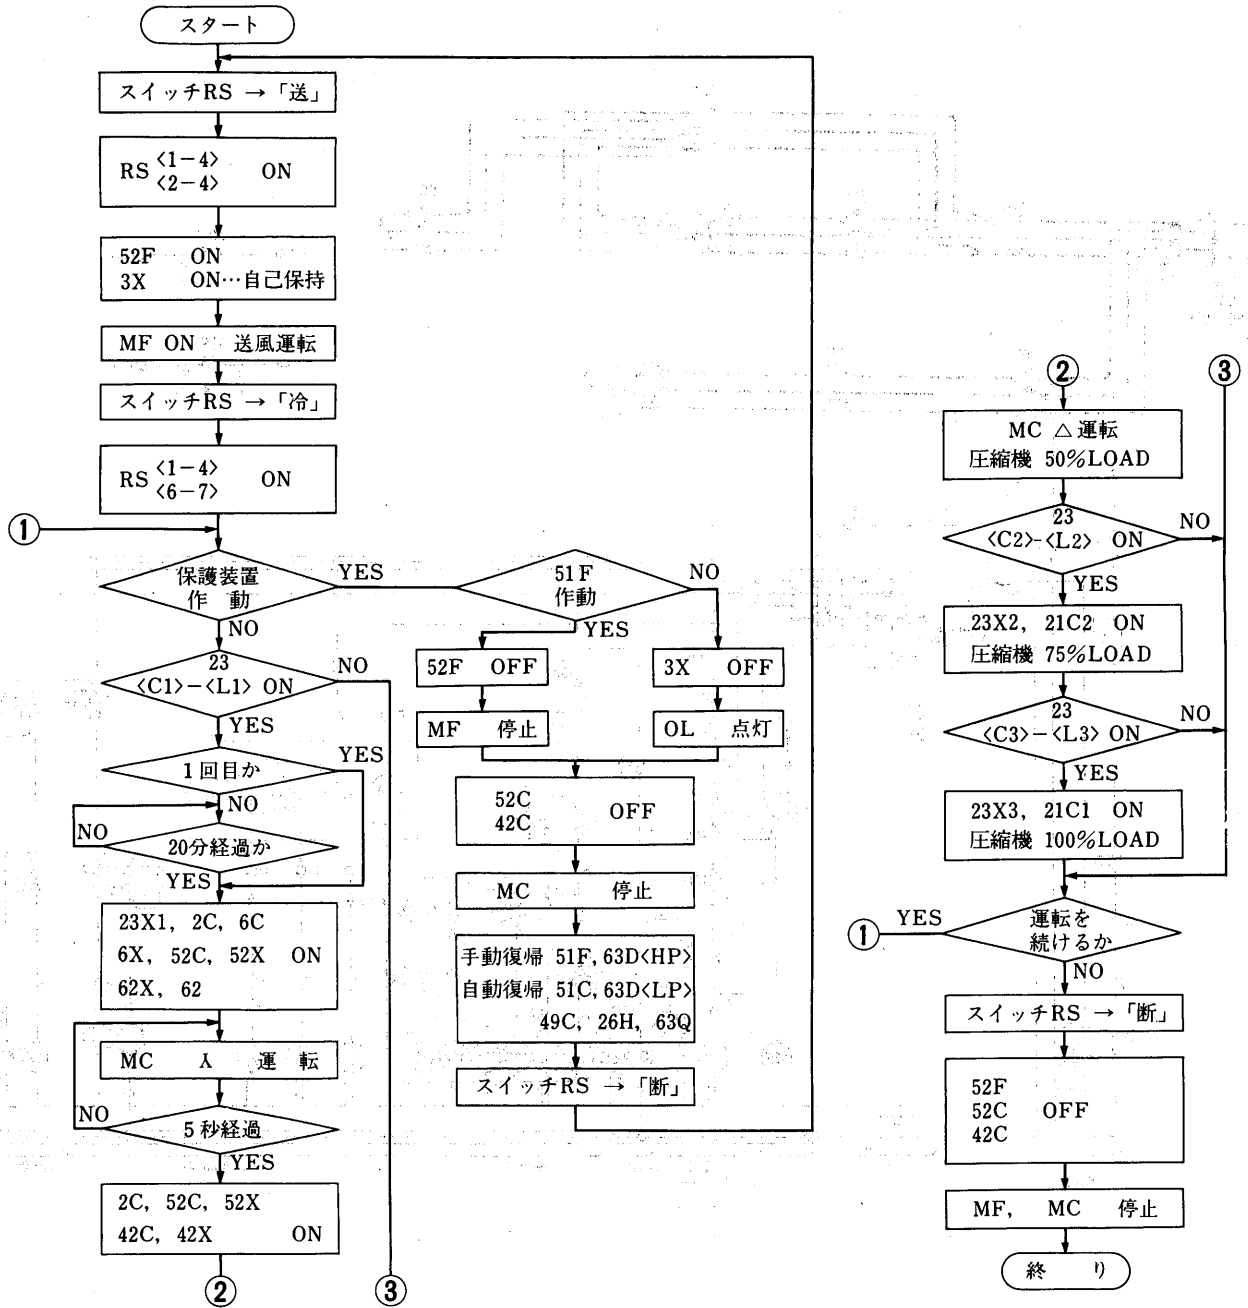 スタート
スイッチRS → 「送」
RS <1-4> ON
<2-4>
52F ON
3X ON…自己保持
MF ON 送風運転
スイッチRS → 「冷」
RS <1-4> ON
<6-7>
①
保護装置
作 動
YES
NO
23
<C1>-<L1> ON
NO
YES
1回目か
YES
NO
20分経過か
NO
YES
23X1, 2C, 6C
6X, 52C, 52X ON
62X, 62
MC 人 運 転
5秒経過
NO
YES
2C, 52C, 52X
42C, 42X ON
②
③
51F
作動
NO
YES
52F OFF
MF 停止
3X OFF
OL 点灯
52C
42C OFF
MC 停止
手動復帰 51F, 63D<HP>
自動復帰 51C, 63D<LP>
49C, 26H, 63Q
スイッチRS → 「断」
②
③
MC △運転
圧縮機 50%LOAD
23
<C2>-<L2> ON
NO
YES
23X2, 21C2 ON
圧縮機 75%LOAD
23
<C3>-<L3> ON
NO
YES
23X3, 21C1 ON
圧縮機 100%LOAD
運転を
続けるか
YES
①
NO
スイッチRS → 「断」
52F
52C OFF
42C
MF, MC 停止
終 り